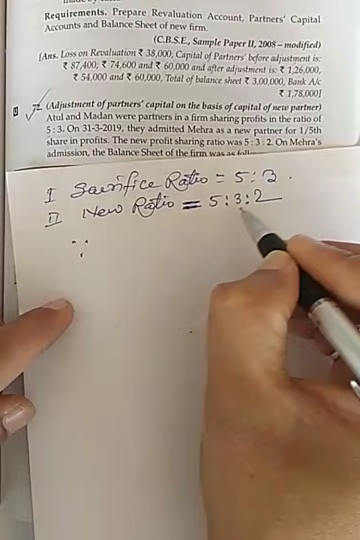 Requirements. Prepare Revaluation Account, Partners' Capital
Accounts and Balance Sheet of new firm.
(C.B.S.E., Sample Paper II, 2008 – modified)
[Ans. Loss on Revaluation ₹ 38,000; Capital of Partners' before adjustment is:
₹ 87,400; ₹ 74,600 and ₹ 60,000 and after adjustment is: ₹ 1,26,000,
₹ 54,000 and ₹ 60,000, Total of balance sheet ₹ 3,00,000, Bank A/c
₹ 1,78,000]
72. (Adjustment of partners' capital on the basis of capital of new partner)
Atul and Madan were partners in a firm sharing profits in the ratio of
5 : 3. On 31-3-2019, they admitted Mehra as a new partner for 1/5th
share in profits. The new profit sharing ratio was 5 : 3 : 2. On Mehra's
admission, the Balance Sheet of the firm was as
I Sacrifice Ratio = 5 : 3 .
II New Ratio = 5 : 3 : 2